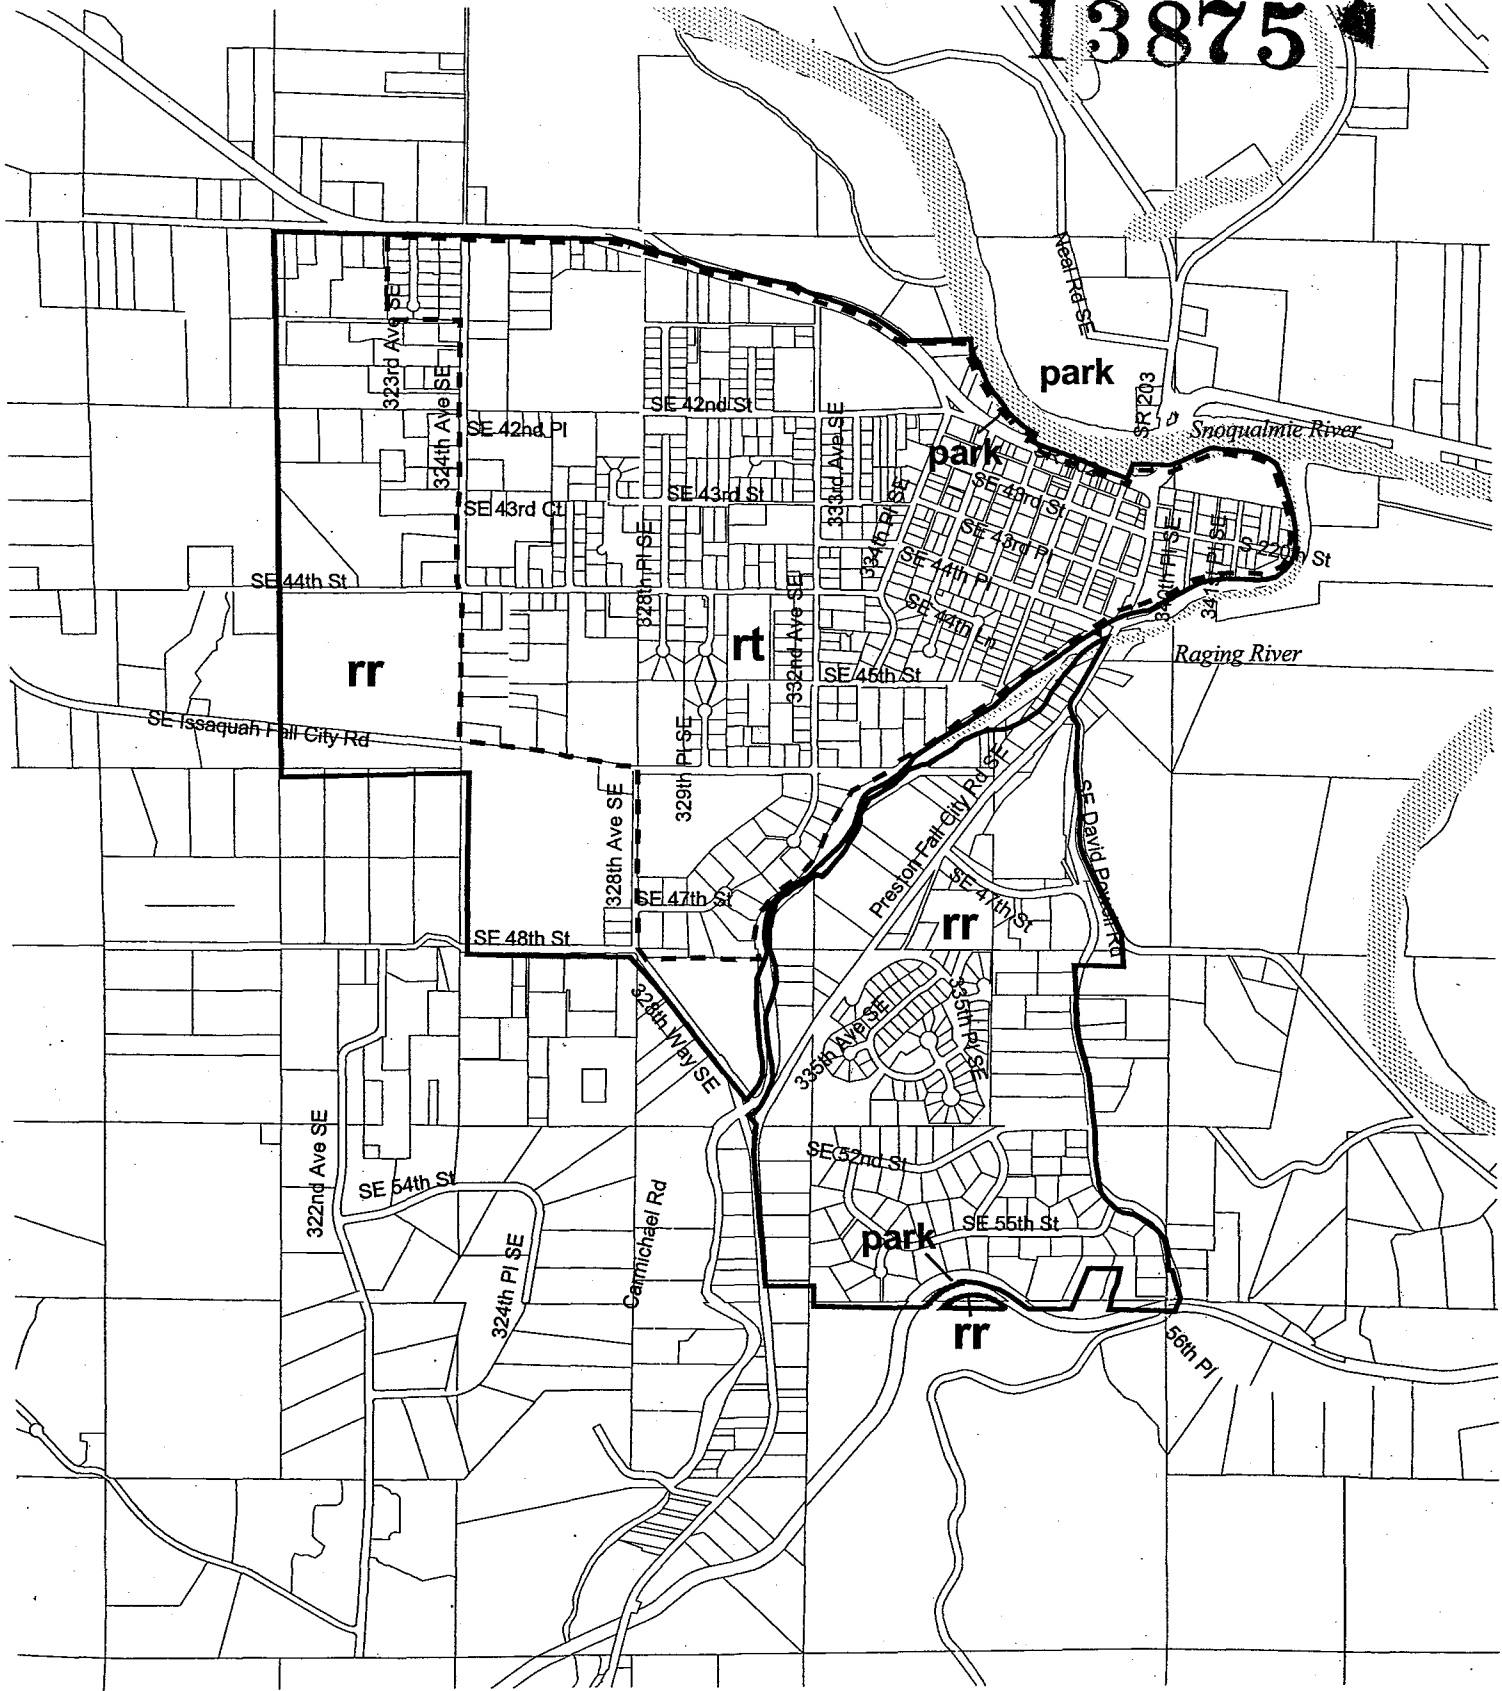 13875
Neal Rd SE
park
SR 203
Snoqualmie River
323rd Ave SE
324th Ave SE
SE 42nd St
SE 42nd Pl
333rd Ave SE
park
SR 202
SE 43rd St
SE 43rd St
SE 43rd Ct
334th Pl SE
SE 43rd Pl
SE 44th Pl
328th Pl SE
340th Pl SE
341st Pl SE
S 220th St
SE 44th St
332nd Ave SE
SE 44th Ln
rr
rt
SE 45th St
Raging River
SE Issaquah Fall City Rd
329th Pl SE
328th Ave SE
Preston Fall City Rd SE
SE David Powell Rd
SE 47th St
SE 47th St
rr
SE 48th St
328th Way SE
335th Ave SE
335th Pl SE
322nd Ave SE
SE 52nd St
SE 54th St
Carmichael Rd
324th Pl SE
park
SE 55th St
rr
56th Pl